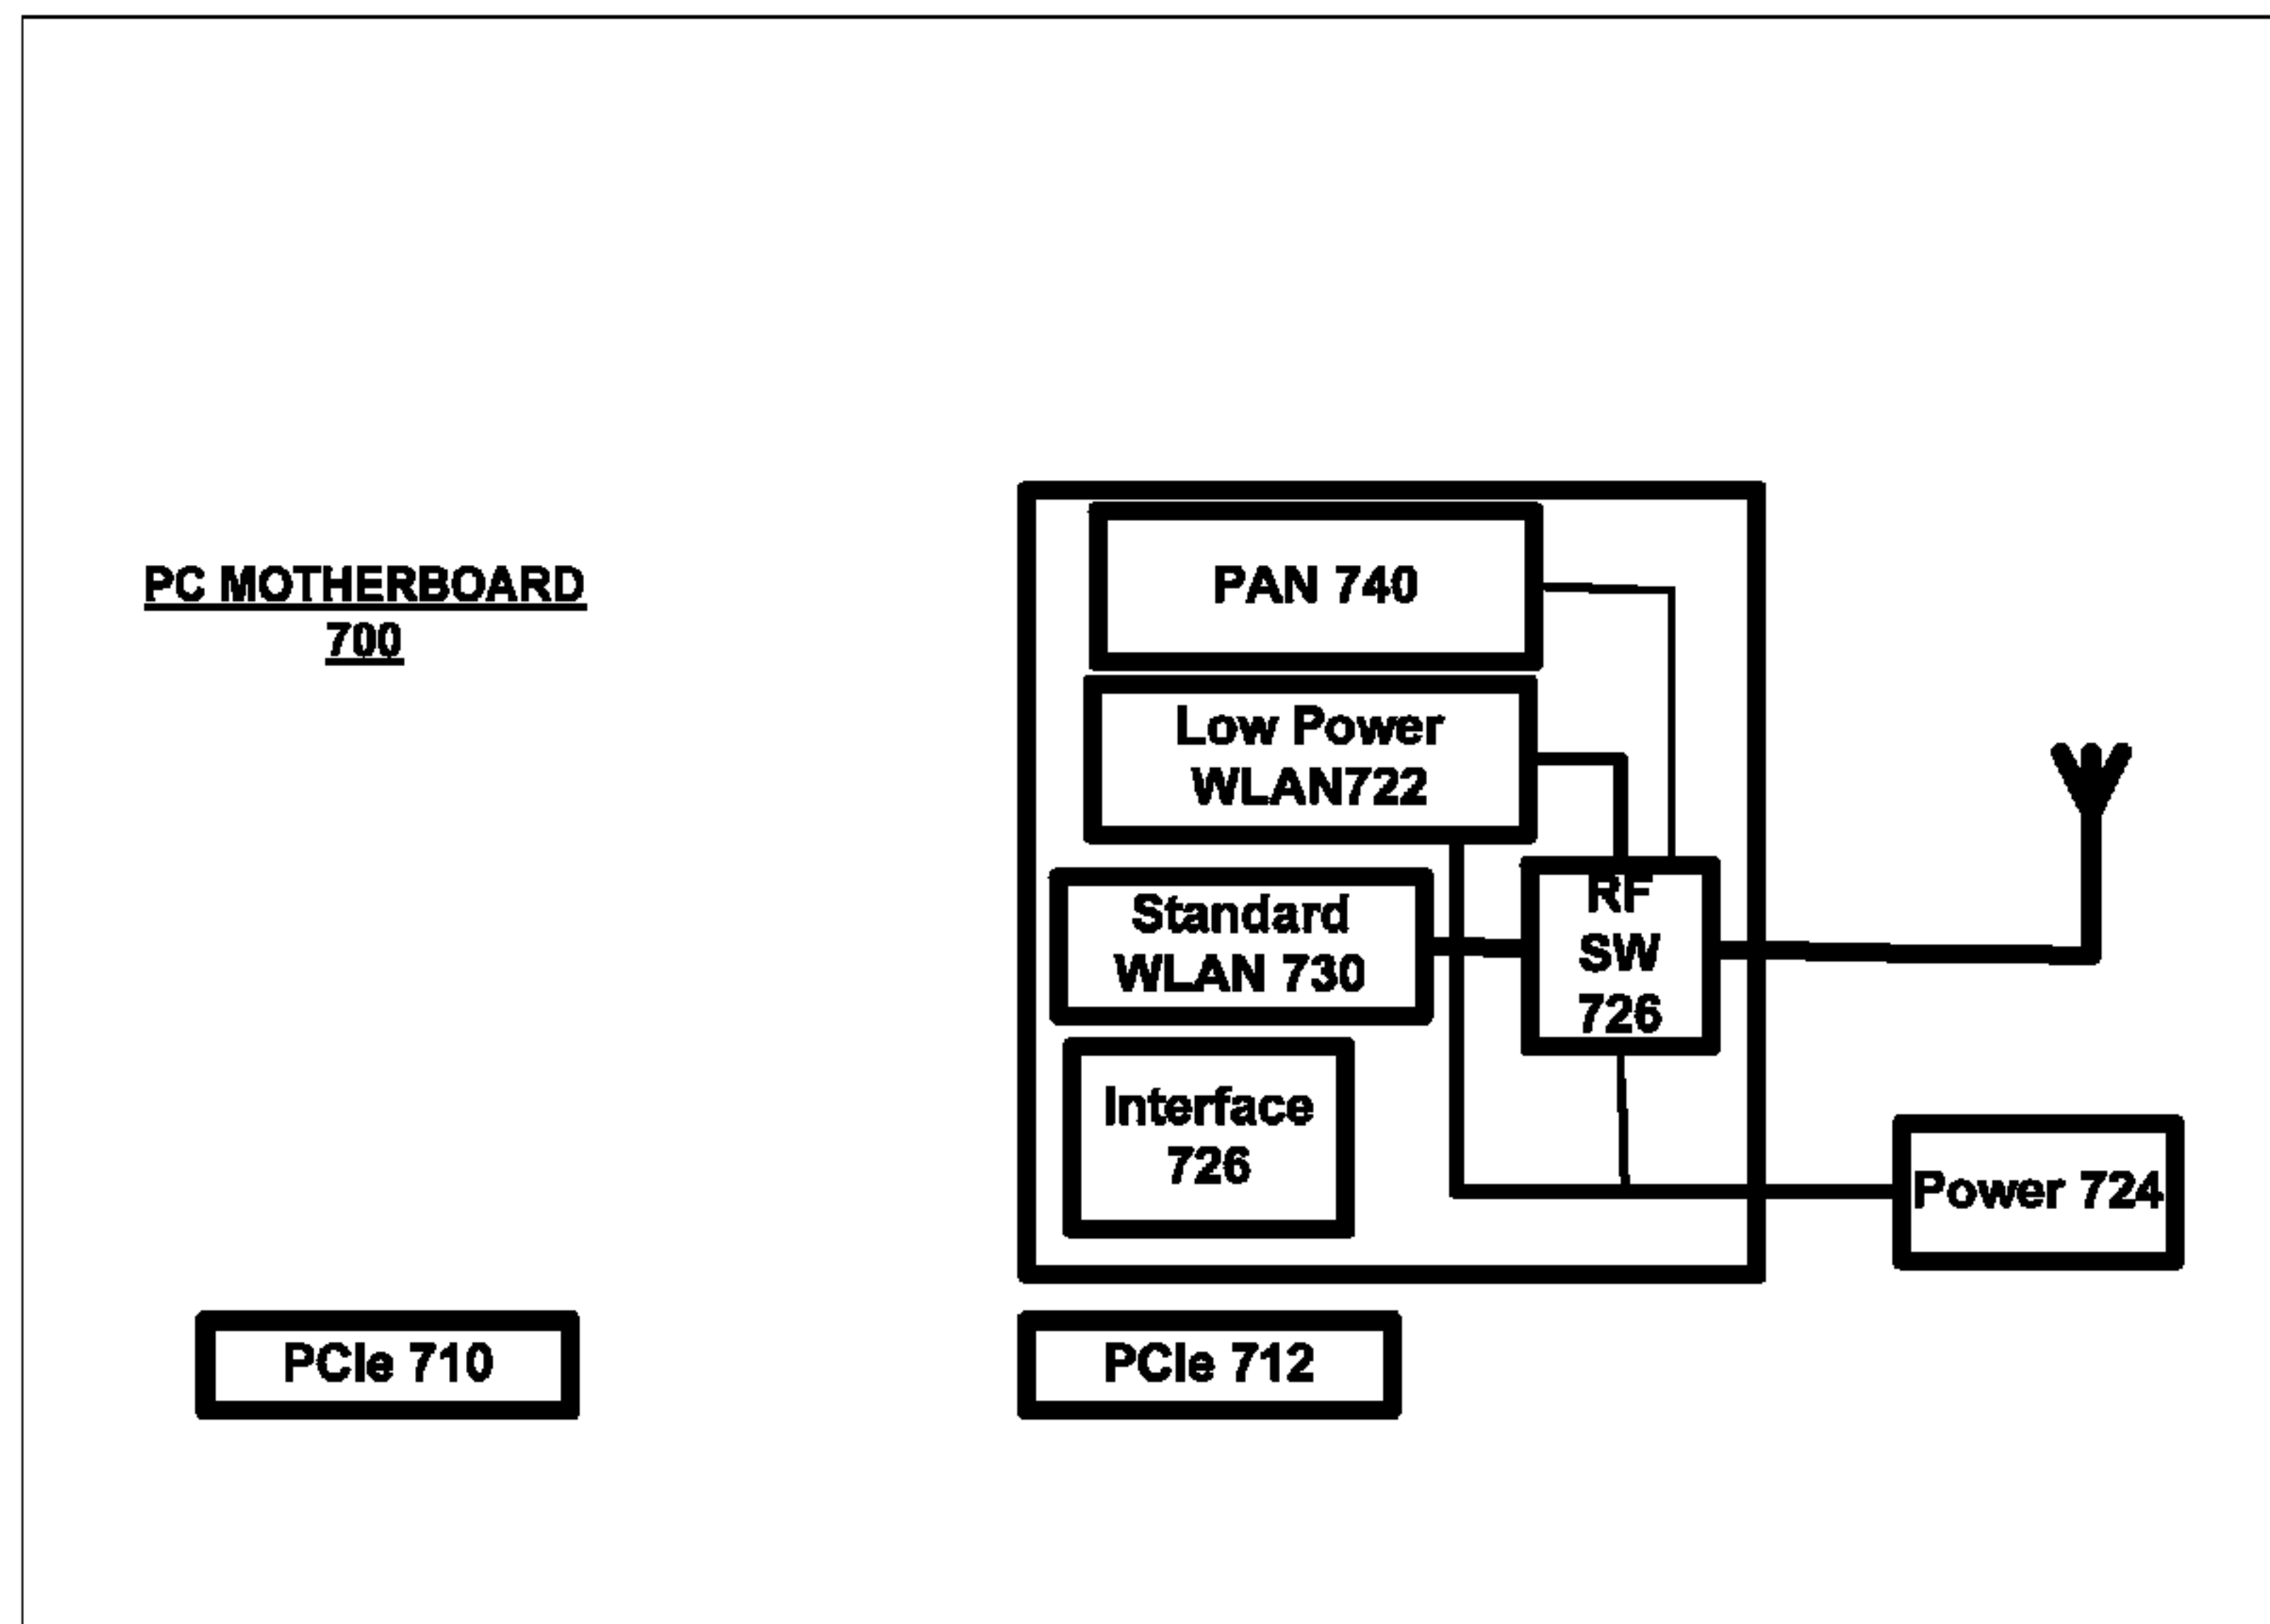 PC MOTHERBOARD
700
PAN 740
Low Power
WLAN722
Standard
WLAN 730
RF
SW
726
Interface
726
Power 724
PCIe 710
PCIe 712